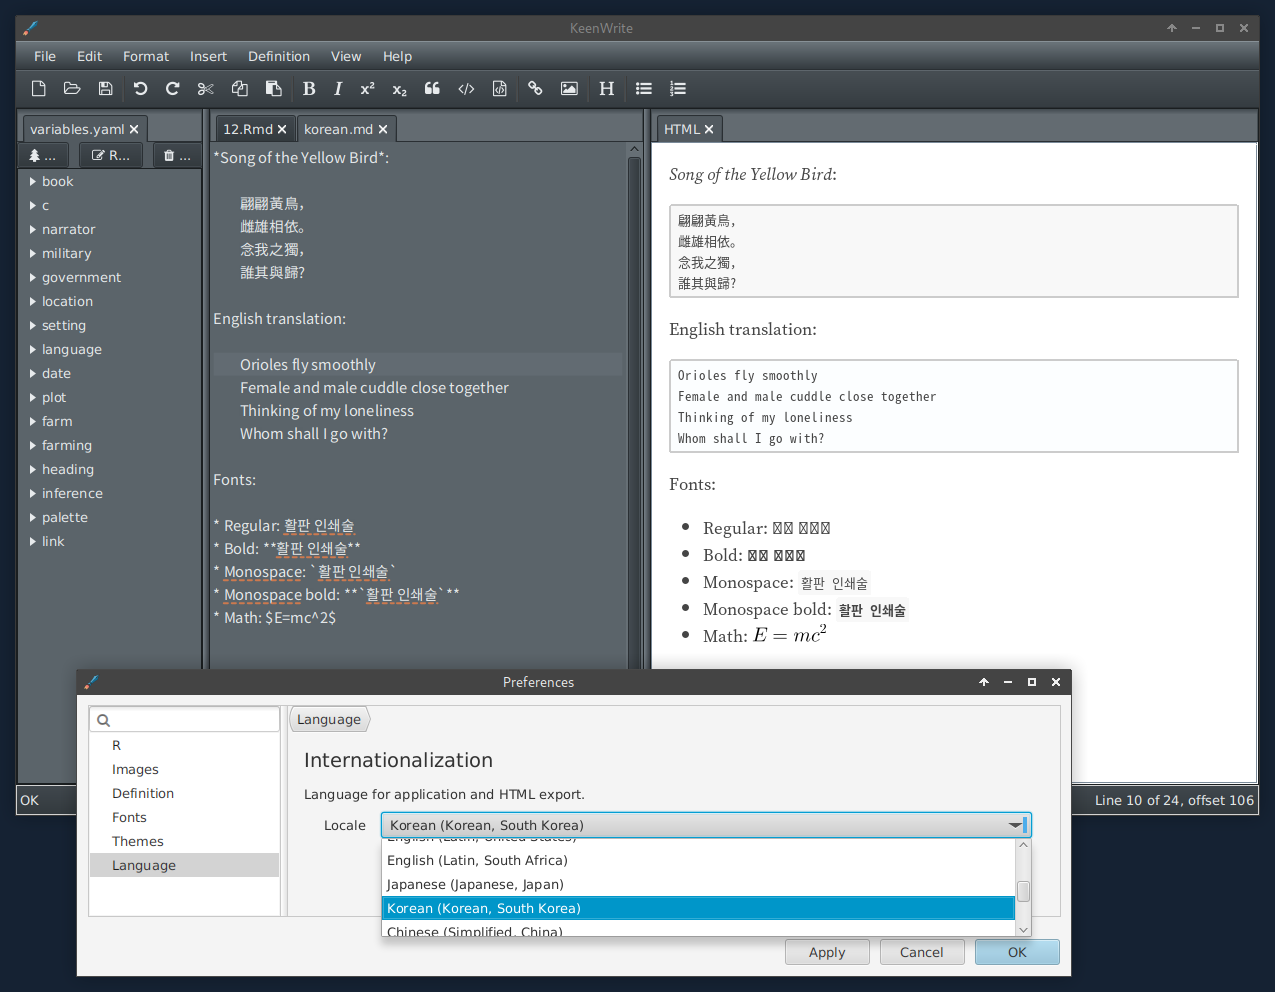 KeenWrite
File Edit Format Insert Definition View Help
variables.yaml
12.Rmd
korean.md
HTML
...
R...
...
book
c
narrator
military
government
location
setting
language
date
plot
farm
farming
heading
inference
palette
link
*Song of the Yellow Bird*:
翩翩黃鳥，
雌雄相依。
念我之獨，
誰其與歸?
English translation:
Orioles fly smoothly
Female and male cuddle close together
Thinking of my loneliness
Whom shall I go with?
Fonts:
* Regular: 활판 인쇄술
* Bold: **활판 인쇄술**
* Monospace: `활판 인쇄술`
* Monospace bold: **`활판 인쇄술`**
* Math: $E=mc^2$
Song of the Yellow Bird:
翩翩黃鳥，
雌雄相依。
念我之獨，
誰其與歸?
English translation:
Orioles fly smoothly
Female and male cuddle close together
Thinking of my loneliness
Whom shall I go with?
Fonts:
• Regular:
• Bold:
• Monospace: 활판 인쇄술
• Monospace bold: 활판 인쇄술
• Math: E = mc²
OK
Line 10 of 24, offset 106
Preferences
R
Images
Definition
Fonts
Themes
Language
Language
Internationalization
Language for application and HTML export.
Locale
Korean (Korean, South Korea)
English (Latin, United States)
English (Latin, South Africa)
Japanese (Japanese, Japan)
Korean (Korean, South Korea)
Chinese (Simplified, China)
Apply
Cancel
OK